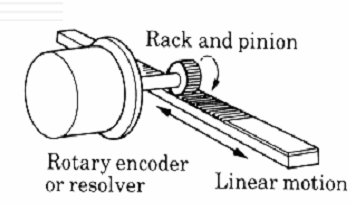 Rack and pinion
Rotary encoder
or resolver
Linear motion